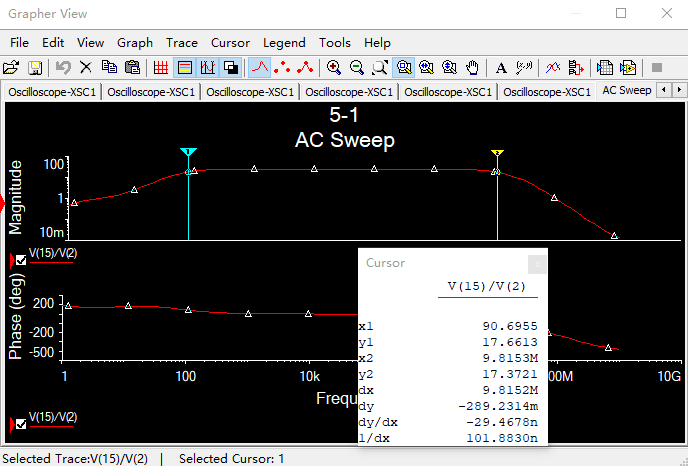 Grapher View
File Edit View Graph Trace Cursor Legend Tools Help
Oscilloscope-XSC1 Oscilloscope-XSC1 Oscilloscope-XSC1 Oscilloscope-XSC1 Oscilloscope-XSC1 Oscilloscope-XSC1 AC Sweep
5-1
AC Sweep
Magnitude
100
1
10m
V(15)/V(2)
Phase (deg)
200
-200
-500
1 100 10k 00M 10G
Frequ
V(15)/V(2)
Cursor
V(15)/V(2)
x1 90.6955
y1 17.6613
x2 9.8153M
y2 17.3721
dx 9.8152M
dy -289.2314m
dy/dx -29.4678n
1/dx 101.8830n
Selected Trace:V(15)/V(2) | Selected Cursor: 1